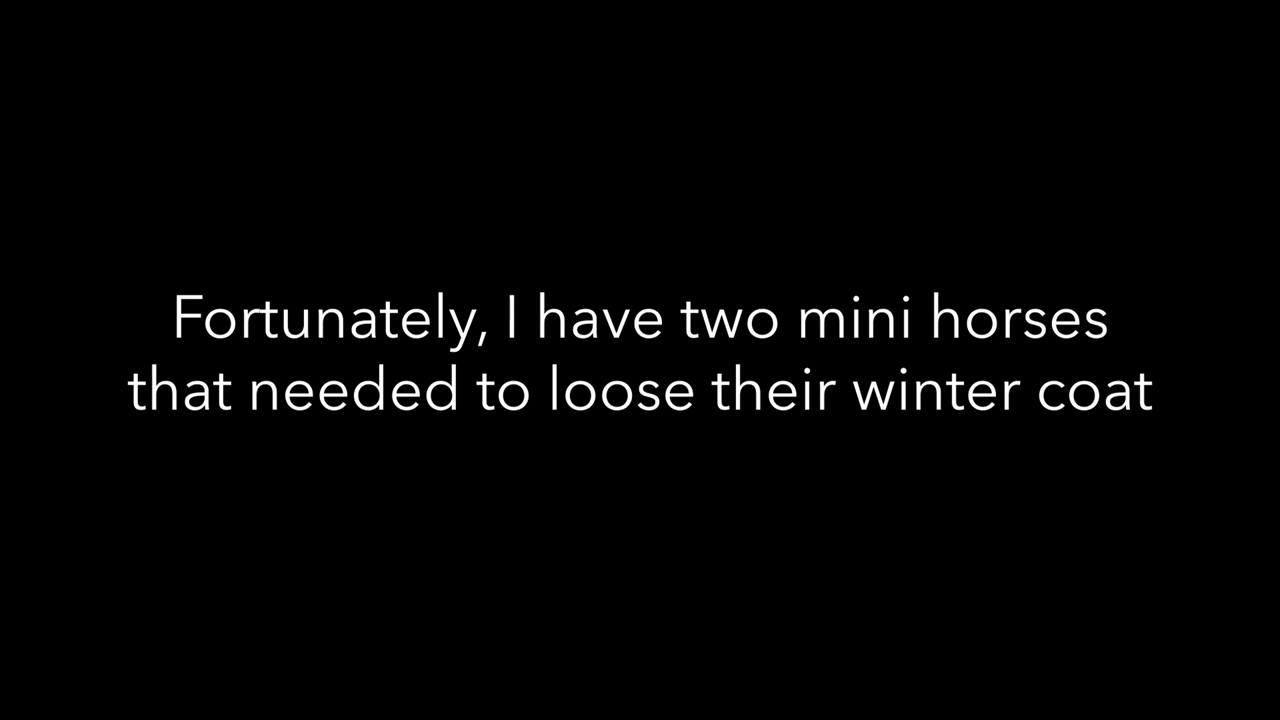 Fortunately, I have two mini horses
that needed to loose their winter coat